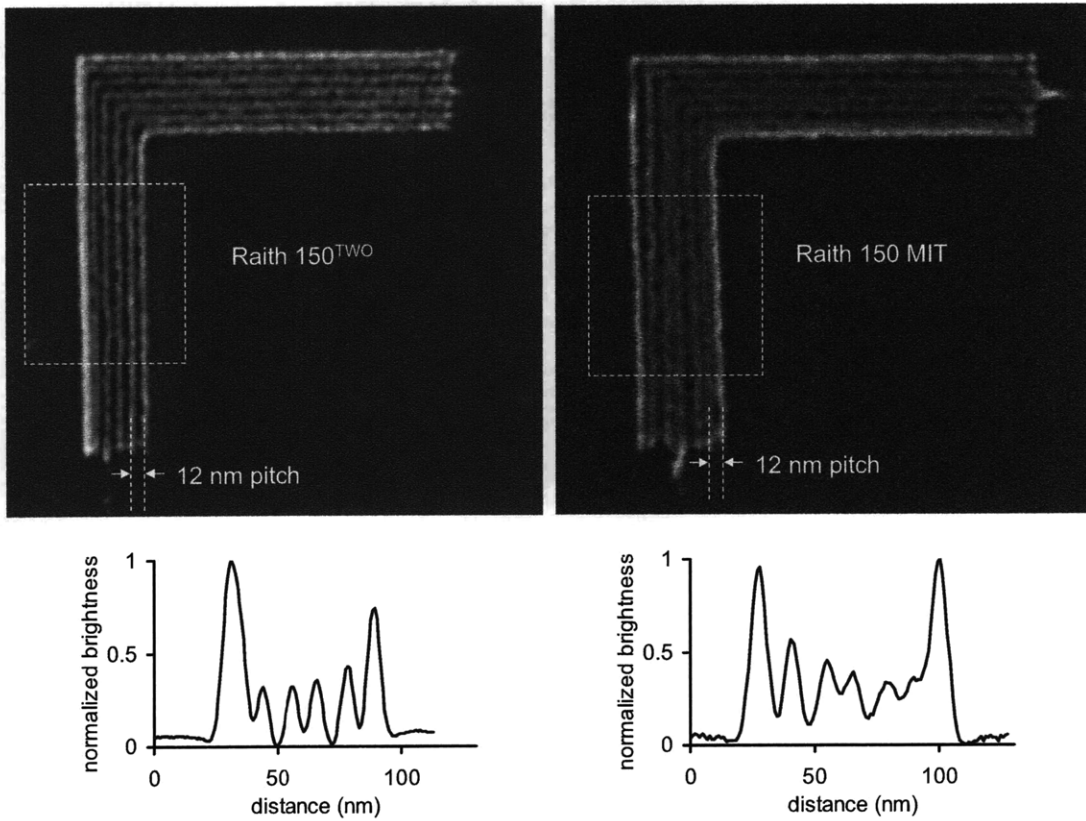 Raith 150TWO
12 nm pitch
Raith 150 MIT
12 nm pitch
normalized brightness
1
0.5
0
0
50
100
distance (nm)
normalized brightness
1
0.5
0
0
50
100
distance (nm)